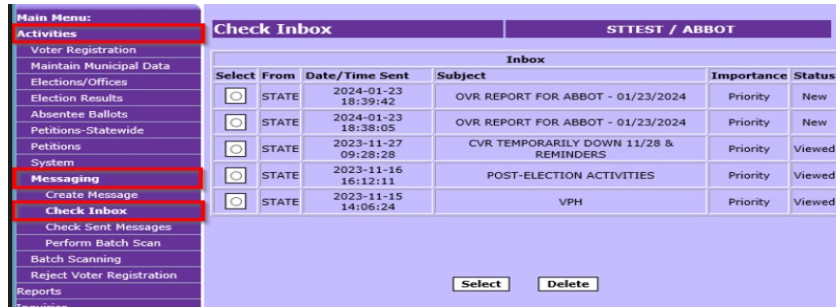 Main Menu:
Activities
Voter Registration
Maintain Municipal Data
Elections/Offices
Election Results
Absentee Ballots
Petitions-Statewide
Petitions
System
Messaging
Create Message
Check Inbox
Check Sent Messages
Perform Batch Scan
Batch Scanning
Reject Voter Registration
Reports
Check Inbox STTEST / ABBOT
Inbox
Select From Date/Time Sent Subject Importance Status
STATE 2024-01-23 18:39:42 OVR REPORT FOR ABBOT - 01/23/2024 Priority New
STATE 2024-01-23 18:38:05 OVR REPORT FOR ABBOT - 01/23/2024 Priority New
STATE 2023-11-27 09:28:28 CVR TEMPORARILY DOWN 11/28 & REMINDERS Priority Viewed
STATE 2023-11-16 16:12:11 POST-ELECTION ACTIVITIES Priority Viewed
STATE 2023-11-15 14:06:24 VPH Priority Viewed
Select Delete